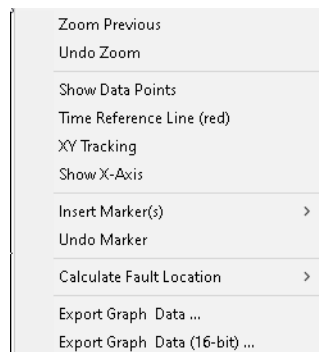 Zoom Previous
Undo Zoom
Show Data Points
Time Reference Line (red)
XY Tracking
Show X-Axis
Insert Marker(s)
Undo Marker
Calculate Fault Location
Export Graph  Data ...
Export Graph  Data (16-bit) ...